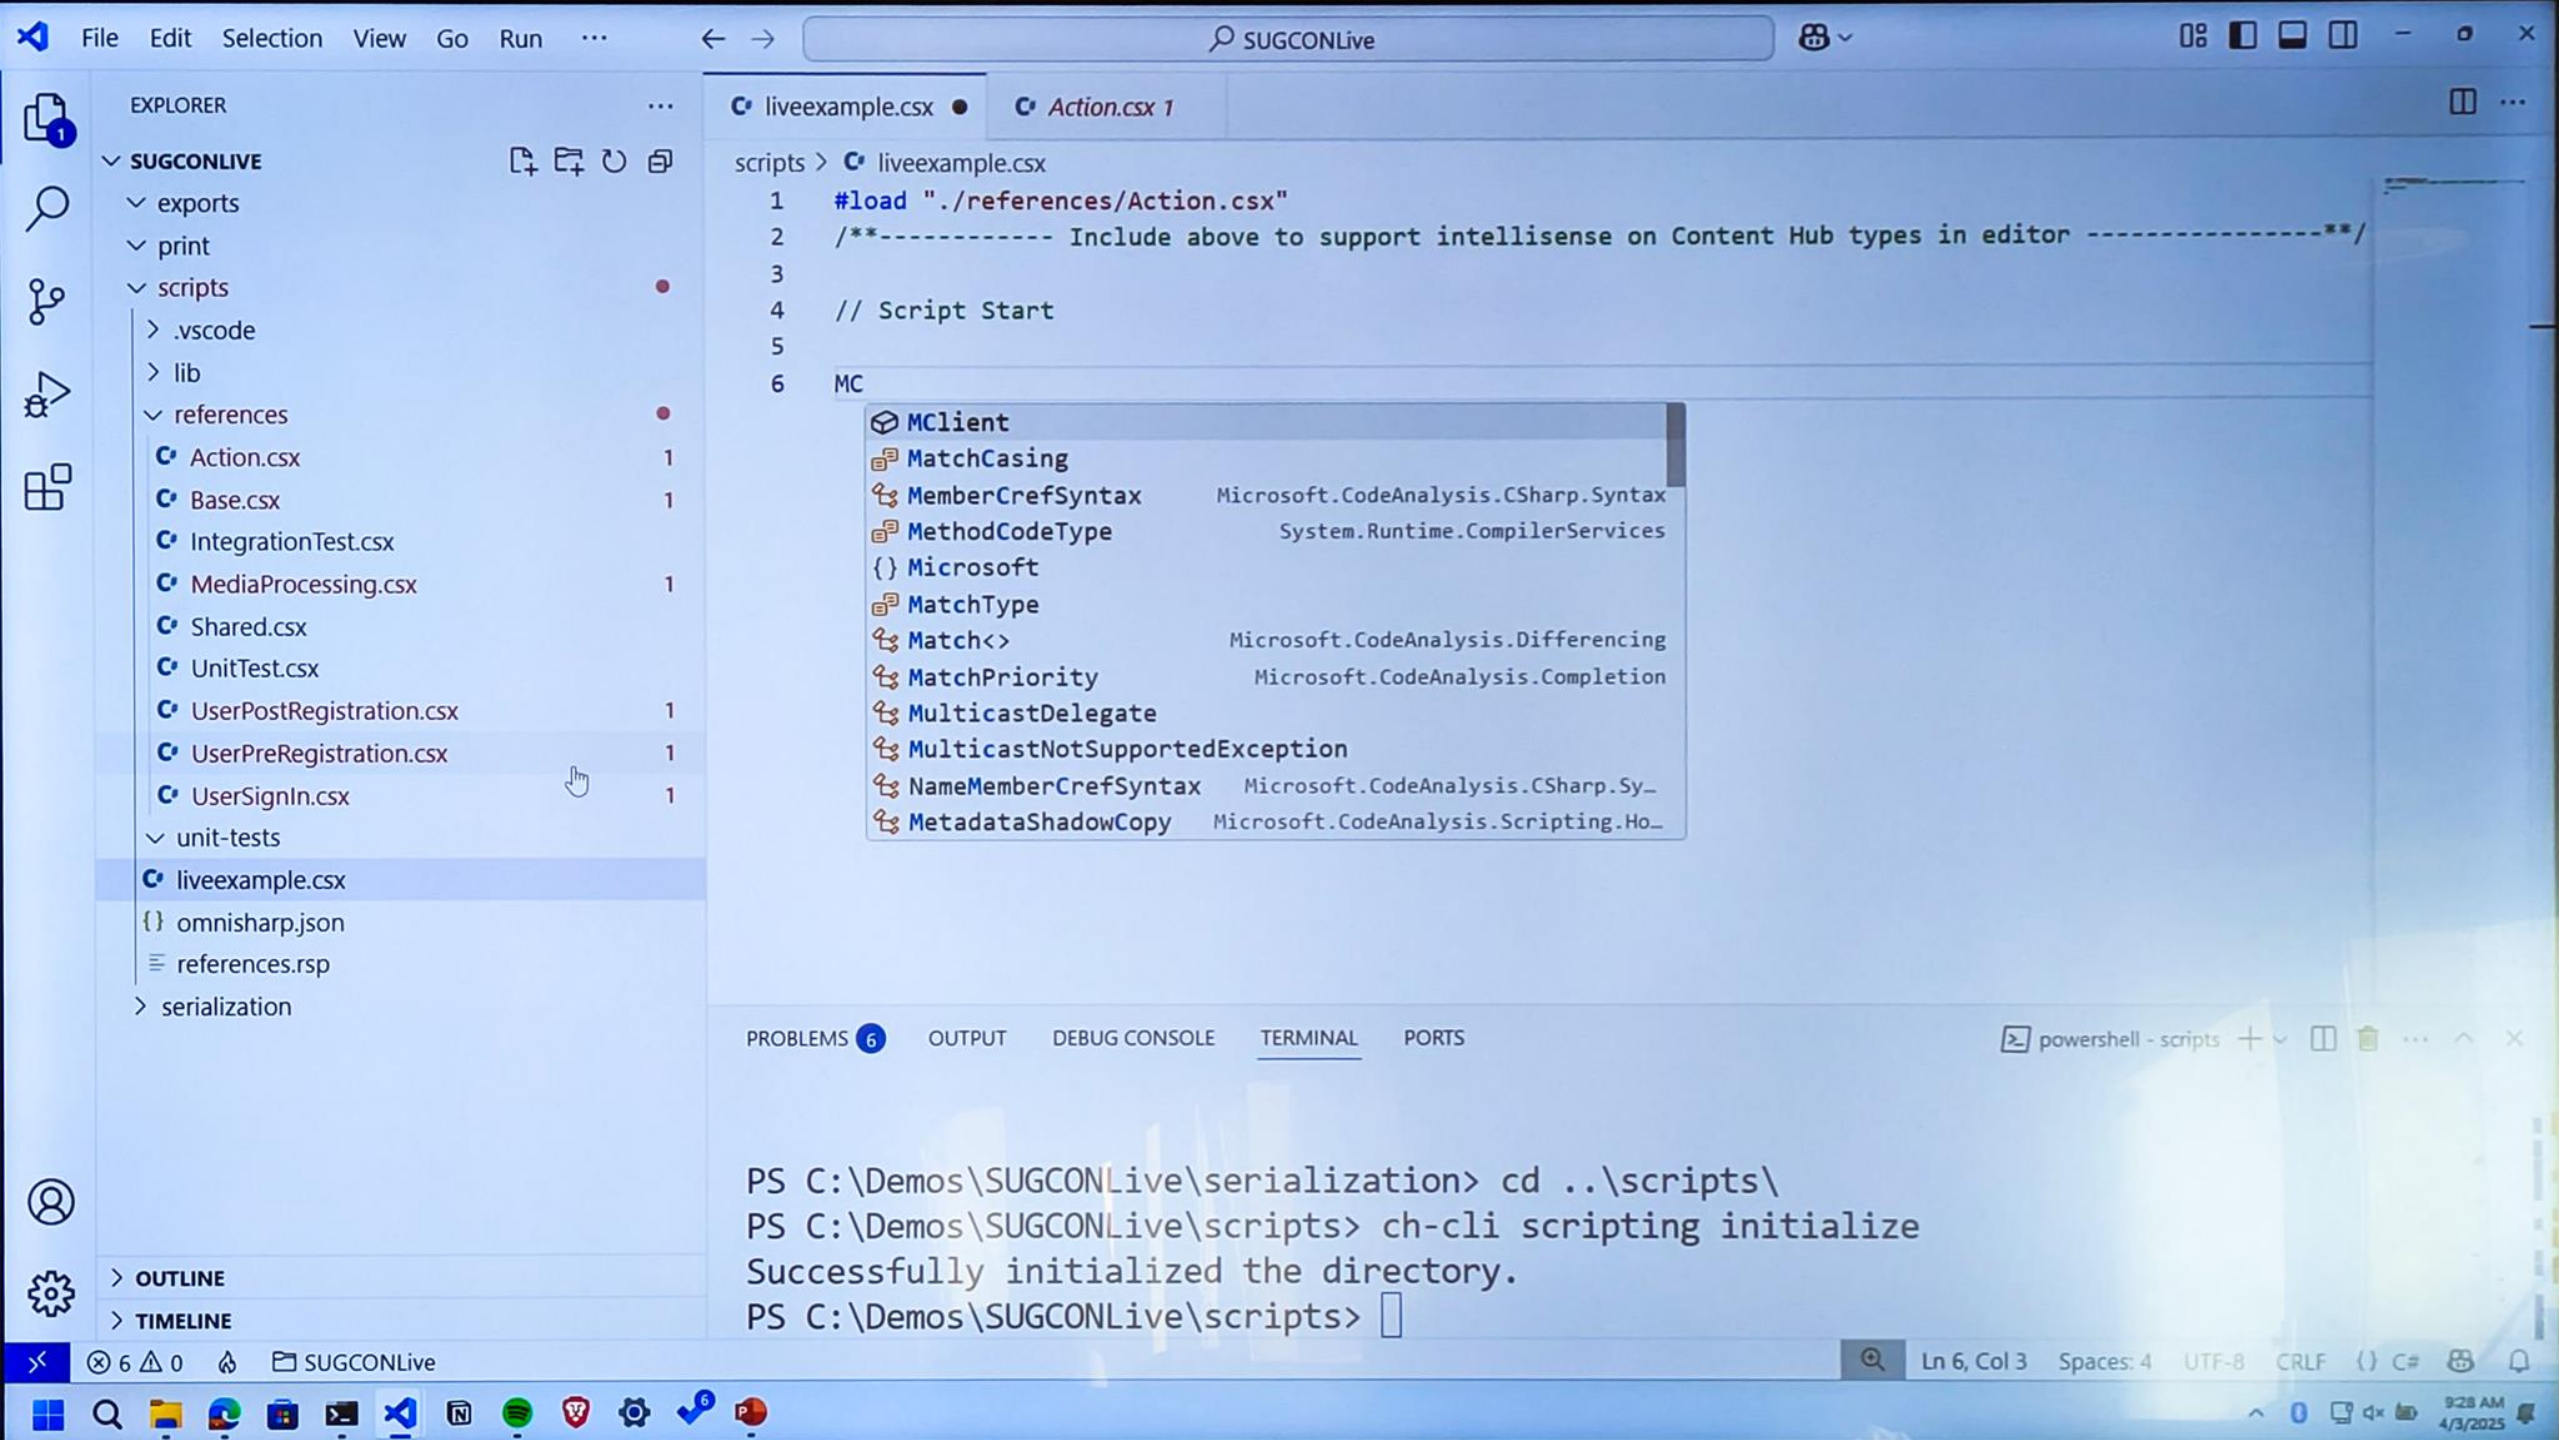 File Edit Selection View Go Run ...
SUGCONLive
EXPLORER
liveexample.csx
Action.csx 1
1
SUGCONLIVE
scripts > liveexample.csx
exports
print
scripts
.vscode
lib
references
Action.csx 1
Base.csx 1
IntegrationTest.csx
MediaProcessing.csx 1
Shared.csx
UnitTest.csx
UserPostRegistration.csx 1
UserPreRegistration.csx 1
UserSignIn.csx 1
unit-tests
liveexample.csx
omnisharp.json
references.rsp
serialization
OUTLINE
TIMELINE
1 #load "./references/Action.csx"
2 /**------------ Include above to support intellisense on Content Hub types in editor ----------------**/
3
4 // Script Start
5
6 MC
MClient
MatchCasing
MemberCrefSyntax Microsoft.CodeAnalysis.CSharp.Syntax
MethodCodeType System.Runtime.CompilerServices
{} Microsoft
MatchType
Match<> Microsoft.CodeAnalysis.Differencing
MatchPriority Microsoft.CodeAnalysis.Completion
MulticastDelegate
MulticastNotSupportedException
NameMemberCrefSyntax Microsoft.CodeAnalysis.CSharp.Sy…
MetadataShadowCopy Microsoft.CodeAnalysis.Scripting.Ho…
PROBLEMS 6 OUTPUT DEBUG CONSOLE TERMINAL PORTS
powershell - scripts
PS C:\Demos\SUGCONLive\serialization> cd ..\scripts\
PS C:\Demos\SUGCONLive\scripts> ch-cli scripting initialize
Successfully initialized the directory.
PS C:\Demos\SUGCONLive\scripts>
6 0 SUGCONLive
Ln 6, Col 3 Spaces: 4 UTF-8 CRLF {} C#
6
9:28 AM
4/3/2025